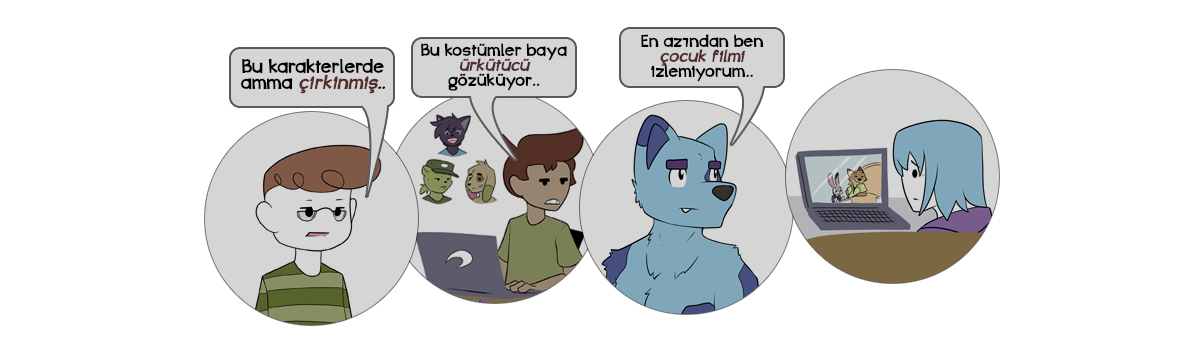 Bu karakterlerde
amma çirkinmiş..
Bu kostümler baya
ürkütücü
gözüküyor..
En azından ben
çocuk filmi
izlemiyorum..